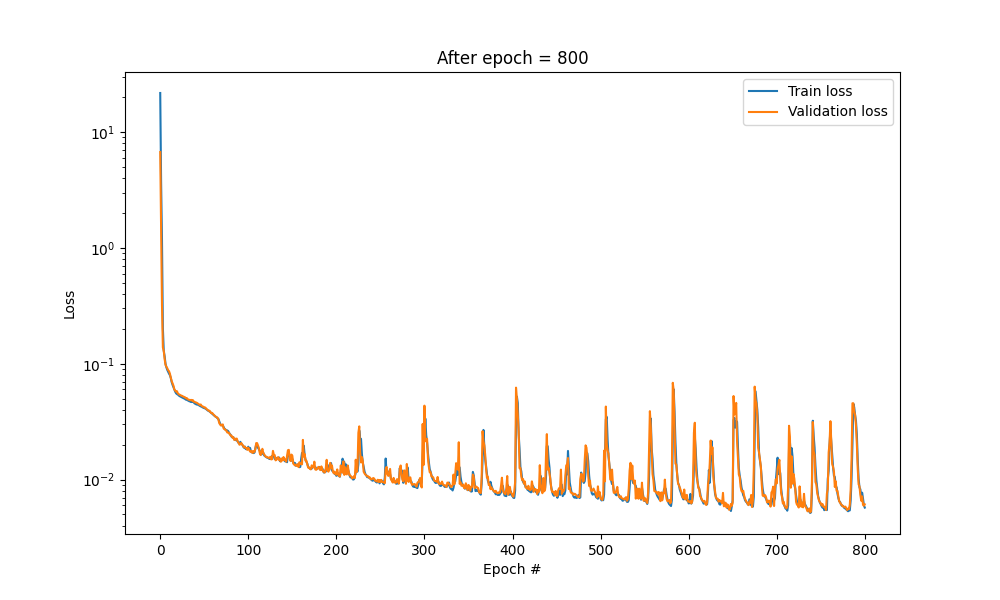 After epoch = 800
Train loss
Validation loss
10¹
10⁰
10⁻¹
10⁻²
Loss
0 100 200 300 400 500 600 700 800
Epoch #